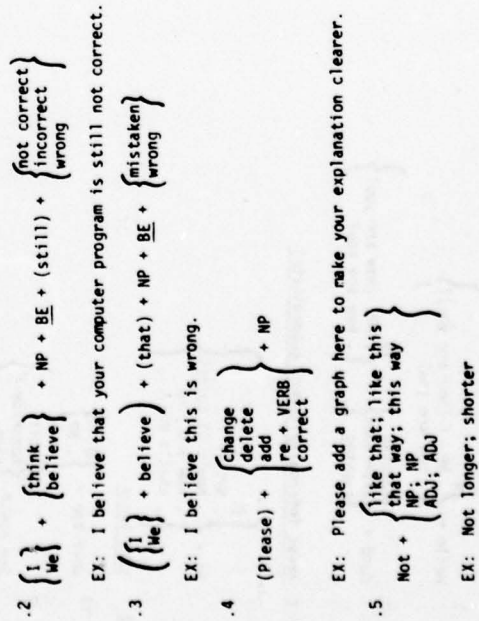 .2
{I We} + {think believe} + NP + BE + (still) + {not correct incorrect wrong}
EX: I believe that your computer program is still not correct.
.3
({I We} + believe) + (that) + NP + BE + {mistaken wrong}
EX: I believe this is wrong.
.4
(Please) + {change delete add re + VERB correct} + NP
EX: Please add a graph here to make your explanation clearer.
.5
Not + {like that; like this that way; this way NP; NP ADJ; ADJ}
EX: Not longer; shorter